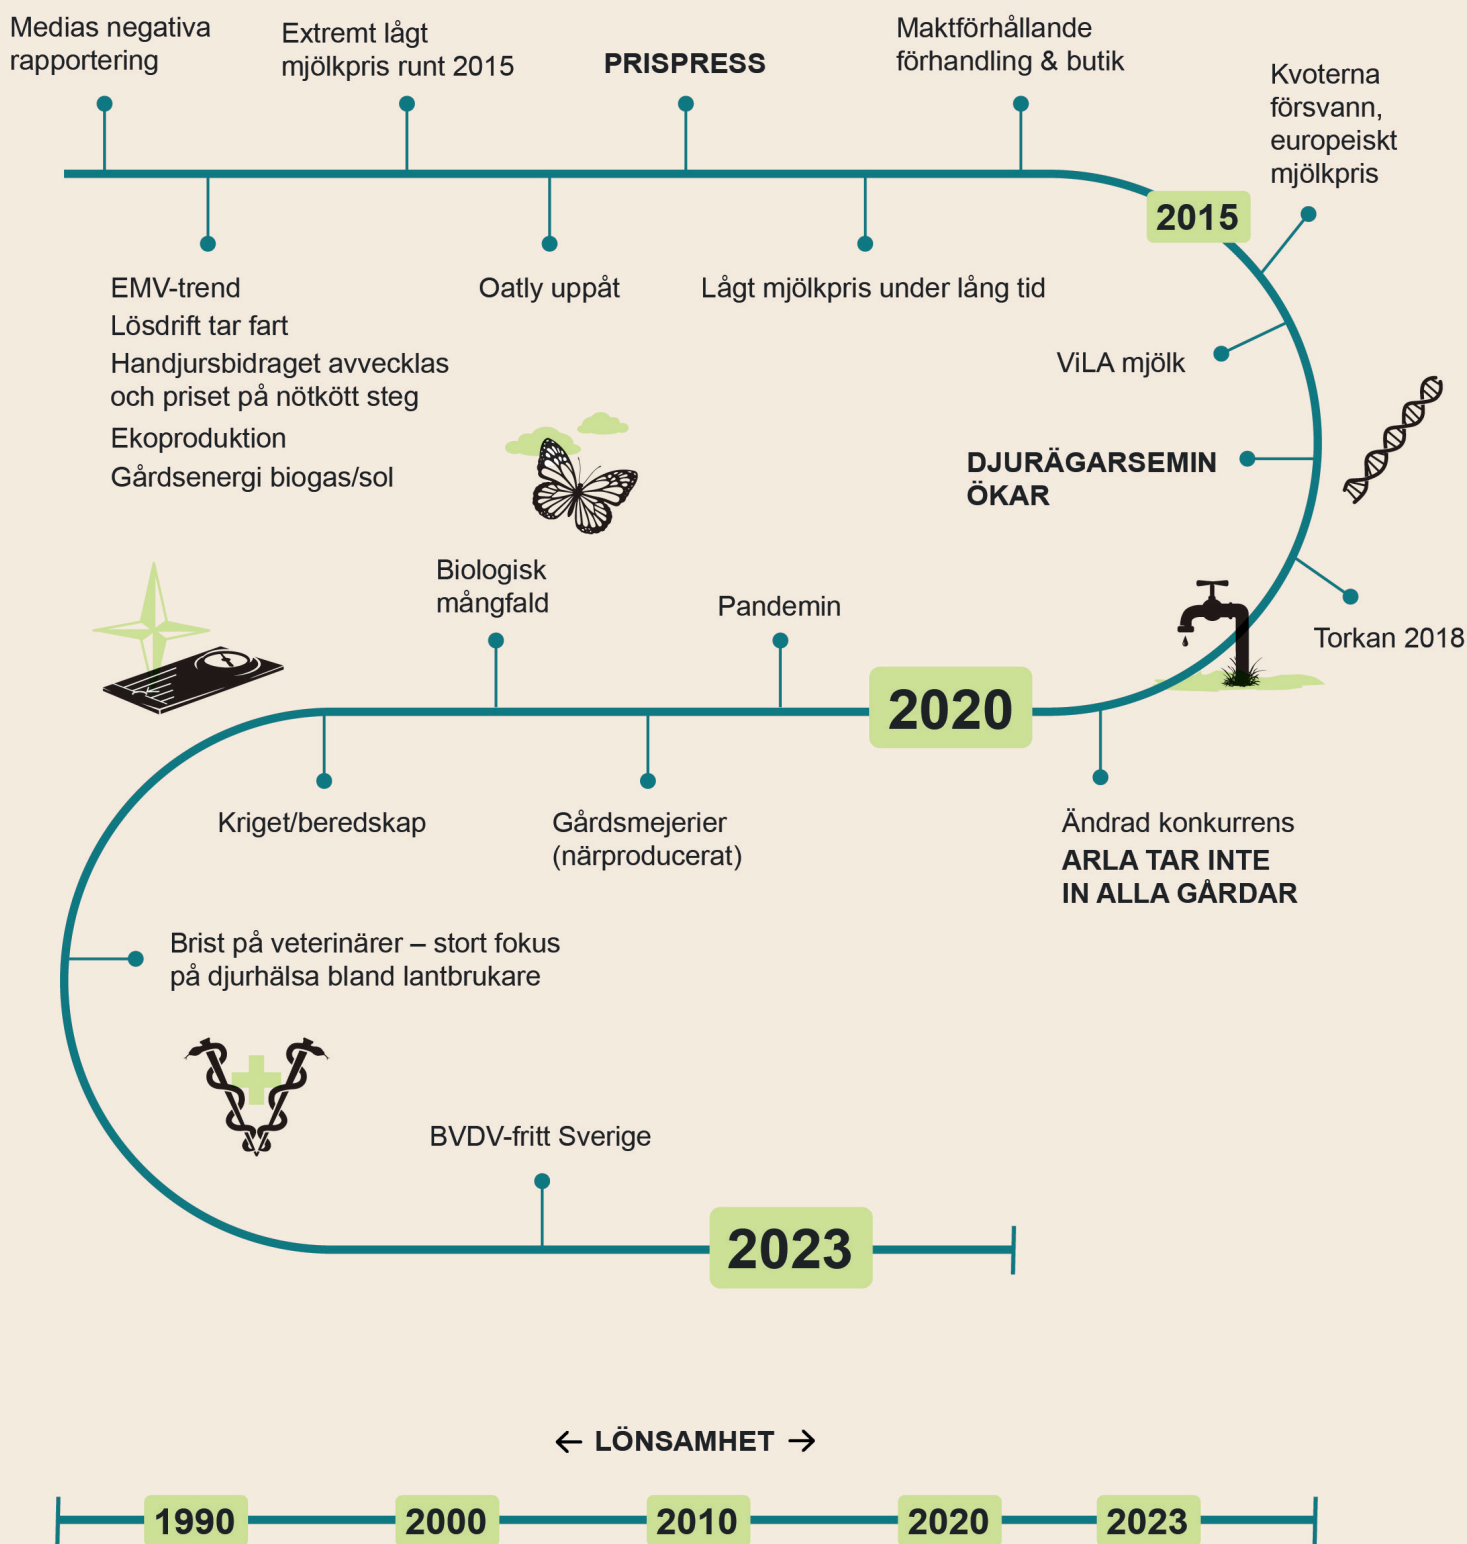 Medias negativa
rapportering
Extremt lågt
mjölkpris runt 2015
PRISPRESS
Maktförhållande
förhandling & butik
Kvoterna
försvann,
europeiskt
mjölkpris
2015
EMV-trend
Lösdrift tar fart
Handjursbidraget avvecklas
och priset på nötkött steg
Ekoproduktion
Gårdsenergi biogas/sol
Oatly uppåt
Lågt mjölkpris under lång tid
ViLA mjölk
DJURÄGARSEMIN
ÖKAR
Torkan 2018
Biologisk
mångfald
Pandemin
2020
Kriget/beredskap
Gårdsmejerier
(närproducerat)
Ändrad konkurrens
ARLA TAR INTE
IN ALLA GÅRDAR
Brist på veterinärer – stort fokus
på djurhälsa bland lantbrukare
BVDV-fritt Sverige
2023
← LÖNSAMHET →
1990 2000 2010 2020 2023